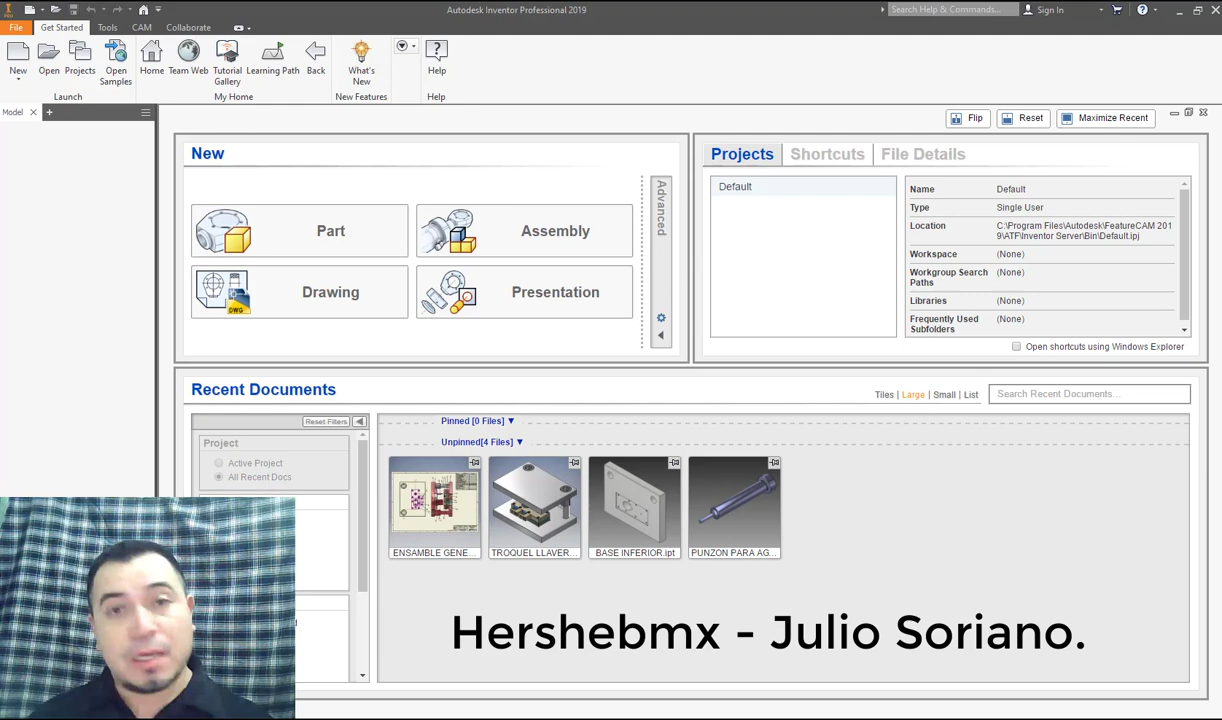 PRO
Autodesk Inventor Professional 2019
Search Help & Commands...
Sign In
File
Get Started
Tools
CAM
Collaborate
New
Open
Projects
Open
Samples
Home
Team Web
Tutorial
Gallery
Learning Path
Back
What's
New
Help
Launch
My Home
New Features
Help
Model
Flip
Reset
Maximize Recent
New
Part
Assembly
Drawing
DWG
Presentation
Advanced
Projects
Shortcuts
File Details
Default
Name Default
Type Single User
Location C:\Program Files\Autodesk\FeatureCAM 201
9\ATF\Inventor Server\Bin\Default.ipj
Workspace (None)
Workgroup Search (None)
Paths
Libraries (None)
Frequently Used (None)
Subfolders
Open shortcuts using Windows Explorer
Recent Documents
Tiles | Large | Small | List
Search Recent Documents...
Reset Filters
Project
Active Project
All Recent Docs
Pinned [0 Files]
Unpinned[4 Files]
ENSAMBLE GENE...
TROQUEL LLAVER...
BASE INFERIOR.ipt
PUNZON PARA AG...
Hershebmx - Julio Soriano.